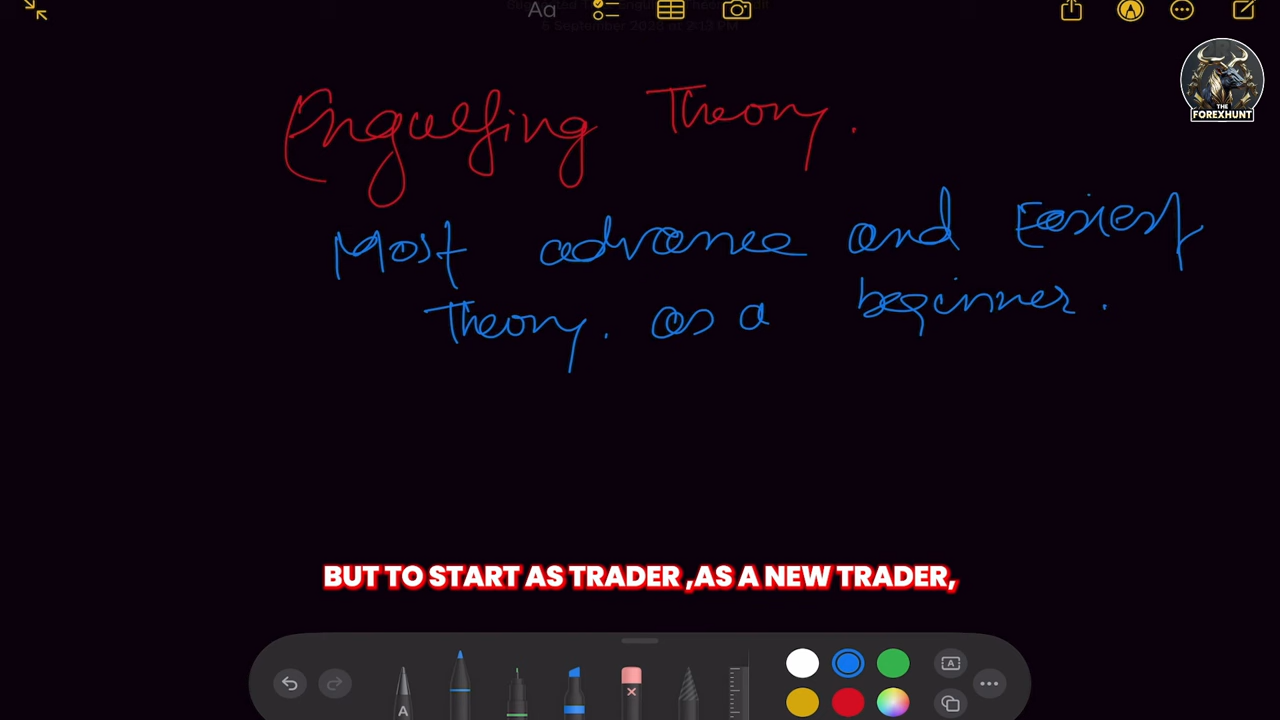 Aa
THE
FOREXHUNT
Engulfing Theory.
Most advance and Easiest
Theory. as a beginner.
BUT TO START AS TRADER ,AS A NEW TRADER,
A
A